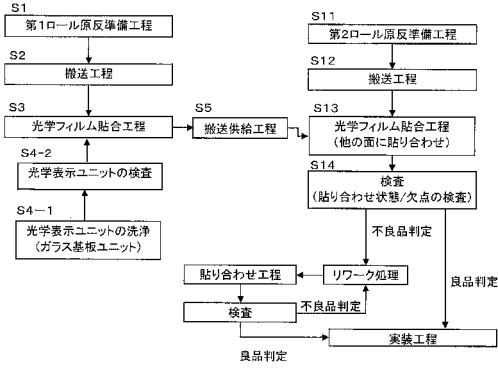 S1
第1ロール原反準備工程
S2
搬送工程
S3
光学フィルム貼合工程
S4-2
光学表示ユニットの検査
S4-1
光学表示ユニットの洗浄
(ガラス基板ユニット)
S5
搬送供給工程
S11
第2ロール原反準備工程
S12
搬送工程
S13
光学フィルム貼合工程
(他の面に貼り合わせ)
S14
検査
(貼り合わせ状態/欠点の検査)
不良品判定
良品判定
リワーク処理
貼り合わせ工程
検査
不良品判定
良品判定
実装工程